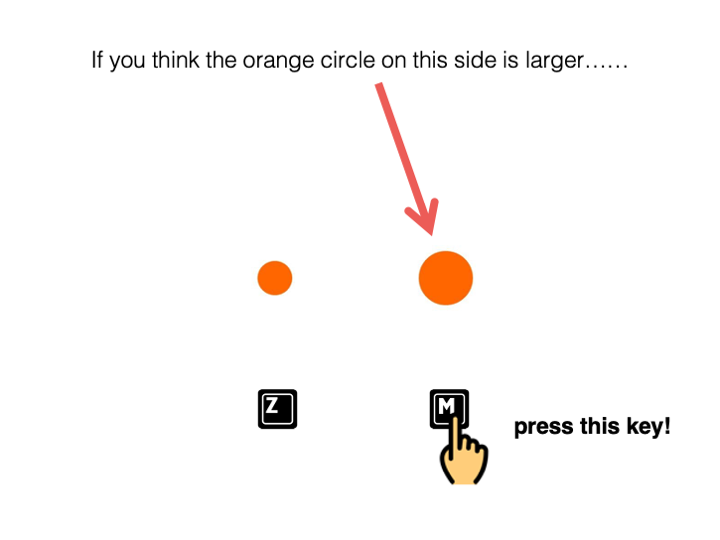 If you think the orange circle on this side is larger……
Z
M
press this key!